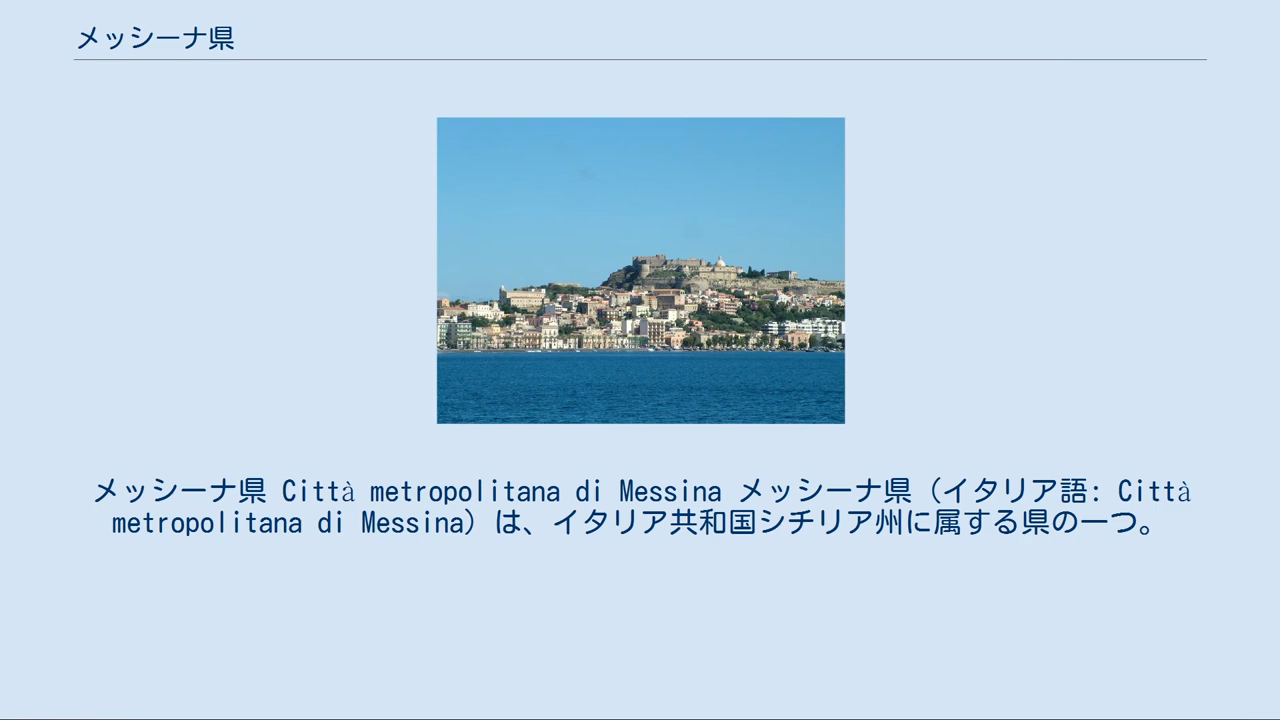 メッシーナ県
メッシーナ県 Città metropolitana di Messina メッシーナ県（イタリア語: Città
metropolitana di Messina）は、イタリア共和国シチリア州に属する県の一つ。